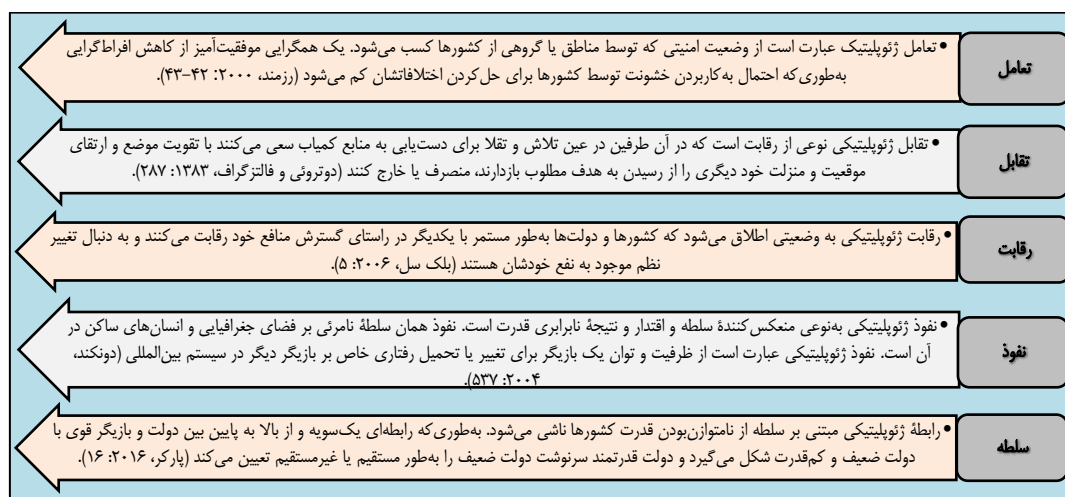 تعامل
• تعامل ژئوپلیتیک عبارت است از وضعیت امنیتی که توسط مناطق یا گروهی از کشورها کسب می‌شود. یک همگرایی موفقیت‌آمیز از کاهش افراط‌گرایی
به‌طوری‌که احتمال به‌کاربردن خشونت توسط کشورها برای حل‌کردن اختلافاتشان کم می‌شود (رزمند، ۲۰۰۰: ۴۲-۴۳).
تقابل
• تقابل ژئوپلیتیکی نوعی از رقابت است که در آن طرفین در عین تلاش و تقلا برای دست‌یابی به منابع کمیاب سعی می‌کنند با تقویت موضع و ارتقای
موقعیت و منزلت خود دیگری را از رسیدن به هدف مطلوب بازدارند، منصرف یا خارج کنند (دوتروئی و فالتزگراف، ۱۳۸۳: ۲۸۷).
رقابت
• رقابت ژئوپلیتیکی به وضعیتی اطلاق می‌شود که کشورها و دولت‌ها به‌طور مستمر با یکدیگر در راستای گسترش منافع خود رقابت می‌کنند و به دنبال تغییر
نظم موجود به نفع خودشان هستند (بلک سل، ۲۰۰۶: ۵).
نفوذ
• نفوذ ژئوپلیتیکی به‌نوعی منعکس‌کنندهٔ سلطه و اقتدار و نتیجهٔ نابرابری قدرت است. نفوذ همان سلطهٔ نامرئی بر فضای جغرافیایی و انسان‌های ساکن در
آن است. نفوذ ژئوپلیتیکی عبارت است از ظرفیت و توان یک بازیگر برای تغییر یا تحمیل رفتاری خاص بر بازیگر دیگر در سیستم بین‌المللی (دونکند،
۲۰۰۴: ۵۳۷).
سلطه
• رابطهٔ ژئوپلیتیکی مبتنی بر سلطه از نامتوازن‌بودن قدرت کشورها ناشی می‌شود. به‌طوری‌که رابطه‌ای یک‌سویه و از بالا به پایین بین دولت و بازیگر قوی با
دولت ضعیف و کم‌قدرت شکل می‌گیرد و دولت قدرتمند سرنوشت دولت ضعیف را به‌طور مستقیم یا غیرمستقیم تعیین می‌کند (پارکر، ۲۰۱۶: ۱۶).